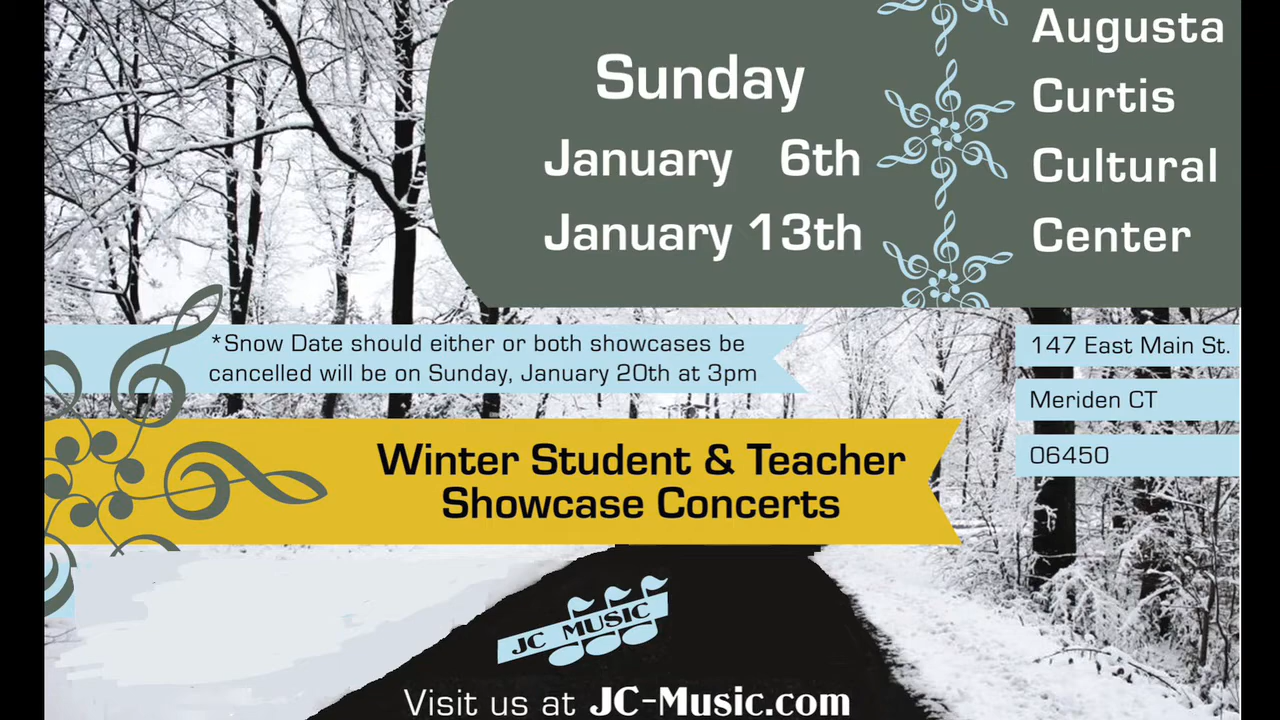 Sunday
January 6th
January 13th
Augusta
Curtis
Cultural
Center
*Snow Date should either or both showcases be
cancelled will be on Sunday, January 20th at 3pm
147 East Main St.
Meriden CT
06450
Winter Student & Teacher
Showcase Concerts
JC MUSIC
Visit us at JC-Music.com